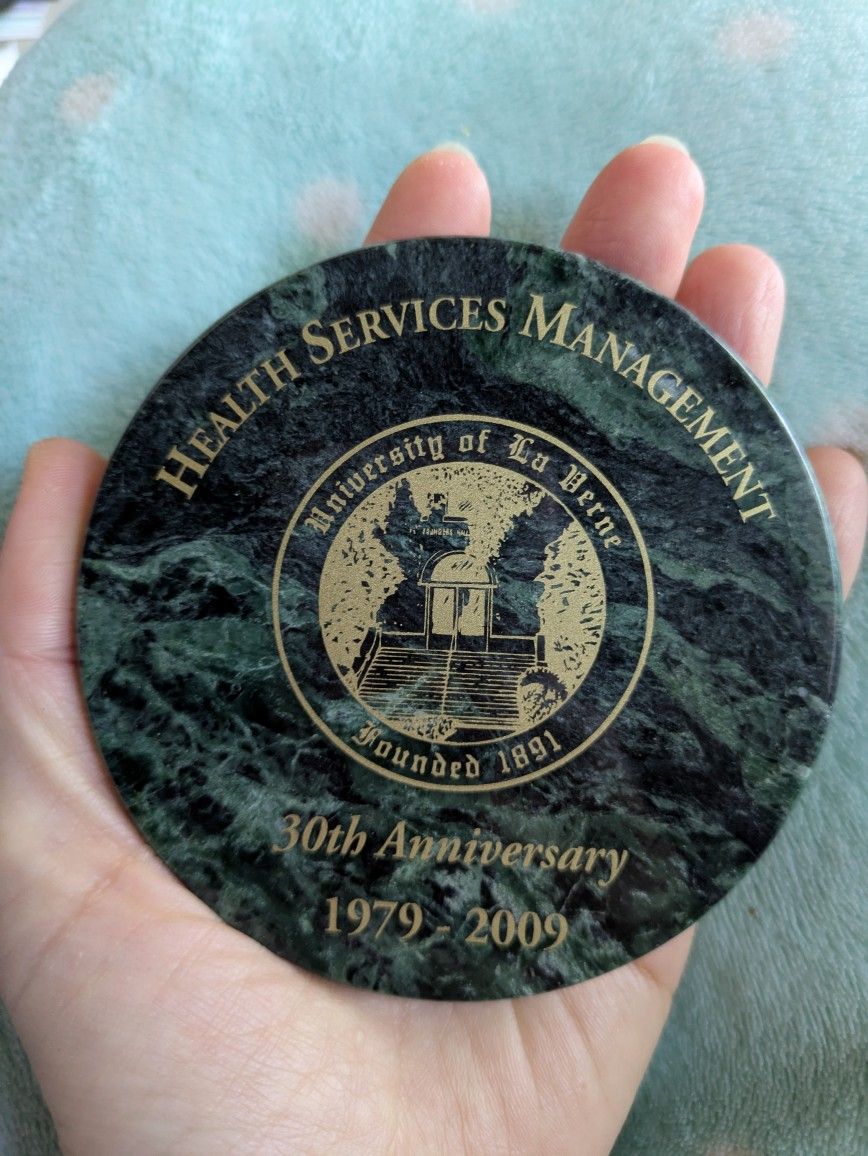 HEALTH SERVICES MANAGEMENT
University of La Verne
Founded 1891
30th Anniversary
1979 - 2009